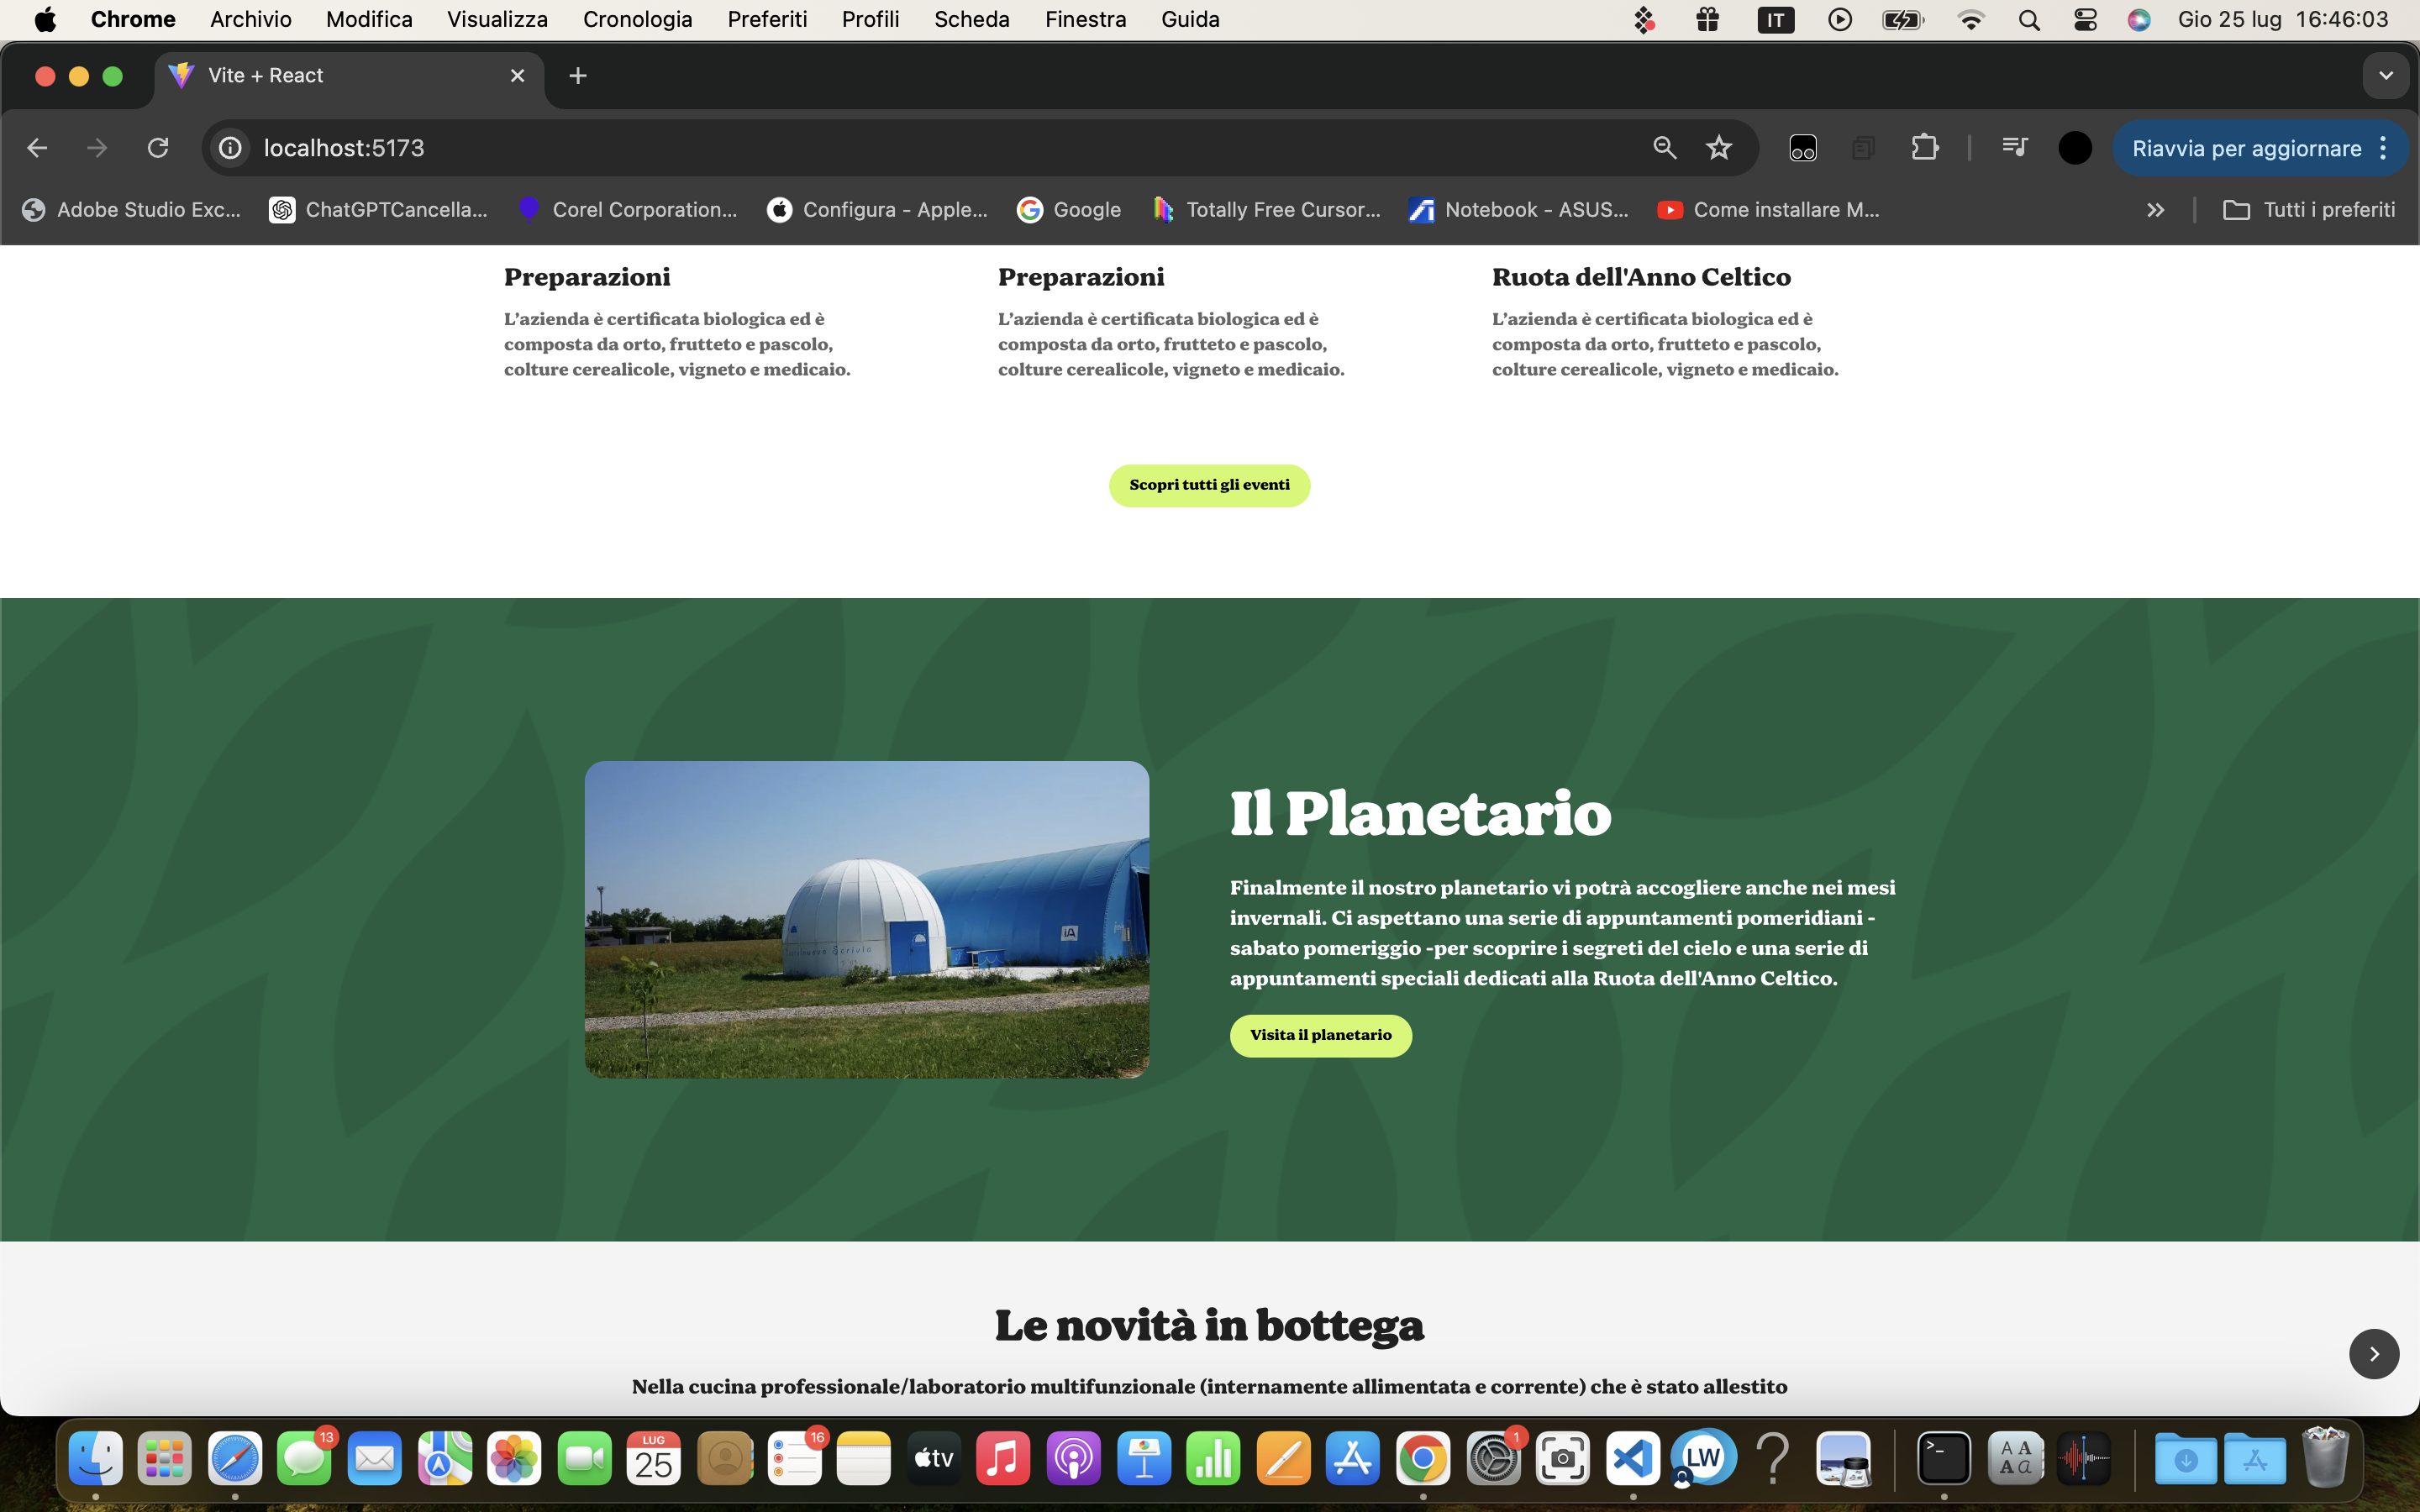 Chrome Archivio Modifica Visualizza Cronologia Preferiti Profili Scheda Finestra Guida IT Gio 25 lug 16:46:03
Vite + React
localhost:5173 Riavvia per aggiornare
Adobe Studio Exc... ChatGPTCancella... Corel Corporation... Configura - Apple... Google Totally Free Cursor... Notebook - ASUS... Come installare M... Tutti i preferiti
Preparazioni
L’azienda è certificata biologica ed è
composta da orto, frutteto e pascolo,
colture cerealicole, vigneto e medicaio.
Preparazioni
L’azienda è certificata biologica ed è
composta da orto, frutteto e pascolo,
colture cerealicole, vigneto e medicaio.
Ruota dell'Anno Celtico
L’azienda è certificata biologica ed è
composta da orto, frutteto e pascolo,
colture cerealicole, vigneto e medicaio.
Scopri tutti gli eventi
iA
Il Planetario
Finalmente il nostro planetario vi potrà accogliere anche nei mesi
invernali. Ci aspettano una serie di appuntamenti pomeridiani -
sabato pomeriggio -per scoprire i segreti del cielo e una serie di
appuntamenti speciali dedicati alla Ruota dell'Anno Celtico.
Visita il planetario
Le novità in bottega
Nella cucina professionale/laboratorio multifunzionale (internamente allimentata e corrente) che è stato allestito
13 LUG 25 16 tv 1 LW